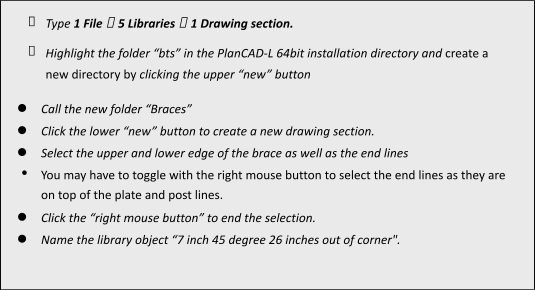 ▯ Type 1 File ▯ 5 Libraries ▯ 1 Drawing section.
▯ Highlight the folder “bts” in the PlanCAD-L 64bit installation directory and create a
new directory by clicking the upper “new” button
● Call the new folder “Braces”
● Click the lower “new” button to create a new drawing section.
● Select the upper and lower edge of the brace as well as the end lines
• You may have to toggle with the right mouse button to select the end lines as they are
on top of the plate and post lines.
● Click the “right mouse button” to end the selection.
● Name the library object “7 inch 45 degree 26 inches out of corner".